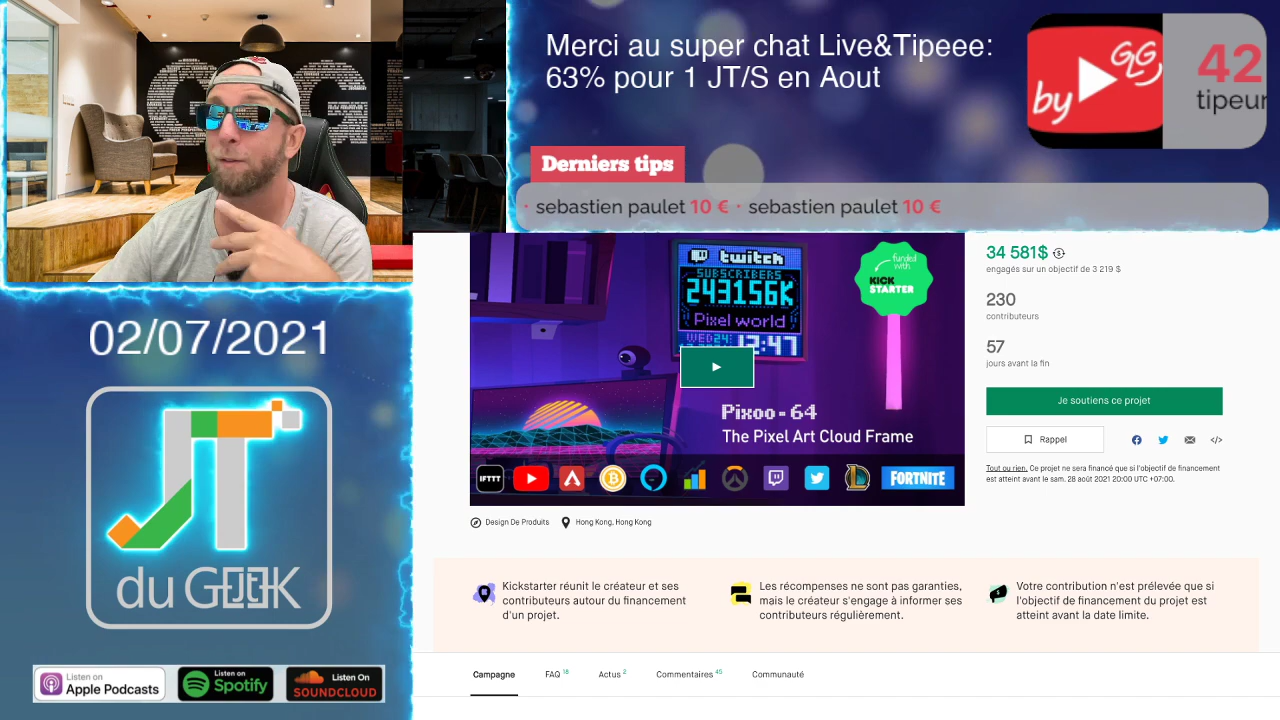 Merci au super chat Live&Tipeee:
63% pour 1 JT/S en Aout
by
GLG
42
tipeur
Derniers tips
· sebastien paulet 10 € · sebastien paulet 10 €
02/07/2021
JT
du GEEK
Listen on
Apple Podcasts
Listen on
Spotify
Listen On
SOUNDCLOUD
twitch
SUBSCRIBERS
243156K
Pixel world
WED24:
12:47
funded
with
KICK
STARTER
Pixoo - 64
The Pixel Art Cloud Frame
IFTTT
FORTNITE
34 581$
engagés sur un objectif de 3 219 $
230
contributeurs
57
jours avant la fin
Je soutiens ce projet
Rappel
Tout ou rien. Ce projet ne sera financé que si l'objectif de financement
est atteint avant le sam. 28 août 2021 20:00 UTC +07:00.
Design De Produits
Hong Kong, Hong Kong
Kickstarter réunit le créateur et ses
contributeurs autour du financement
d'un projet.
Les récompenses ne sont pas garanties,
mais le créateur s'engage à informer ses
contributeurs régulièrement.
Votre contribution n'est prélevée que si
l'objectif de financement du projet est
atteint avant la date limite.
Campagne
FAQ 18
Actus 2
Commentaires 45
Communauté